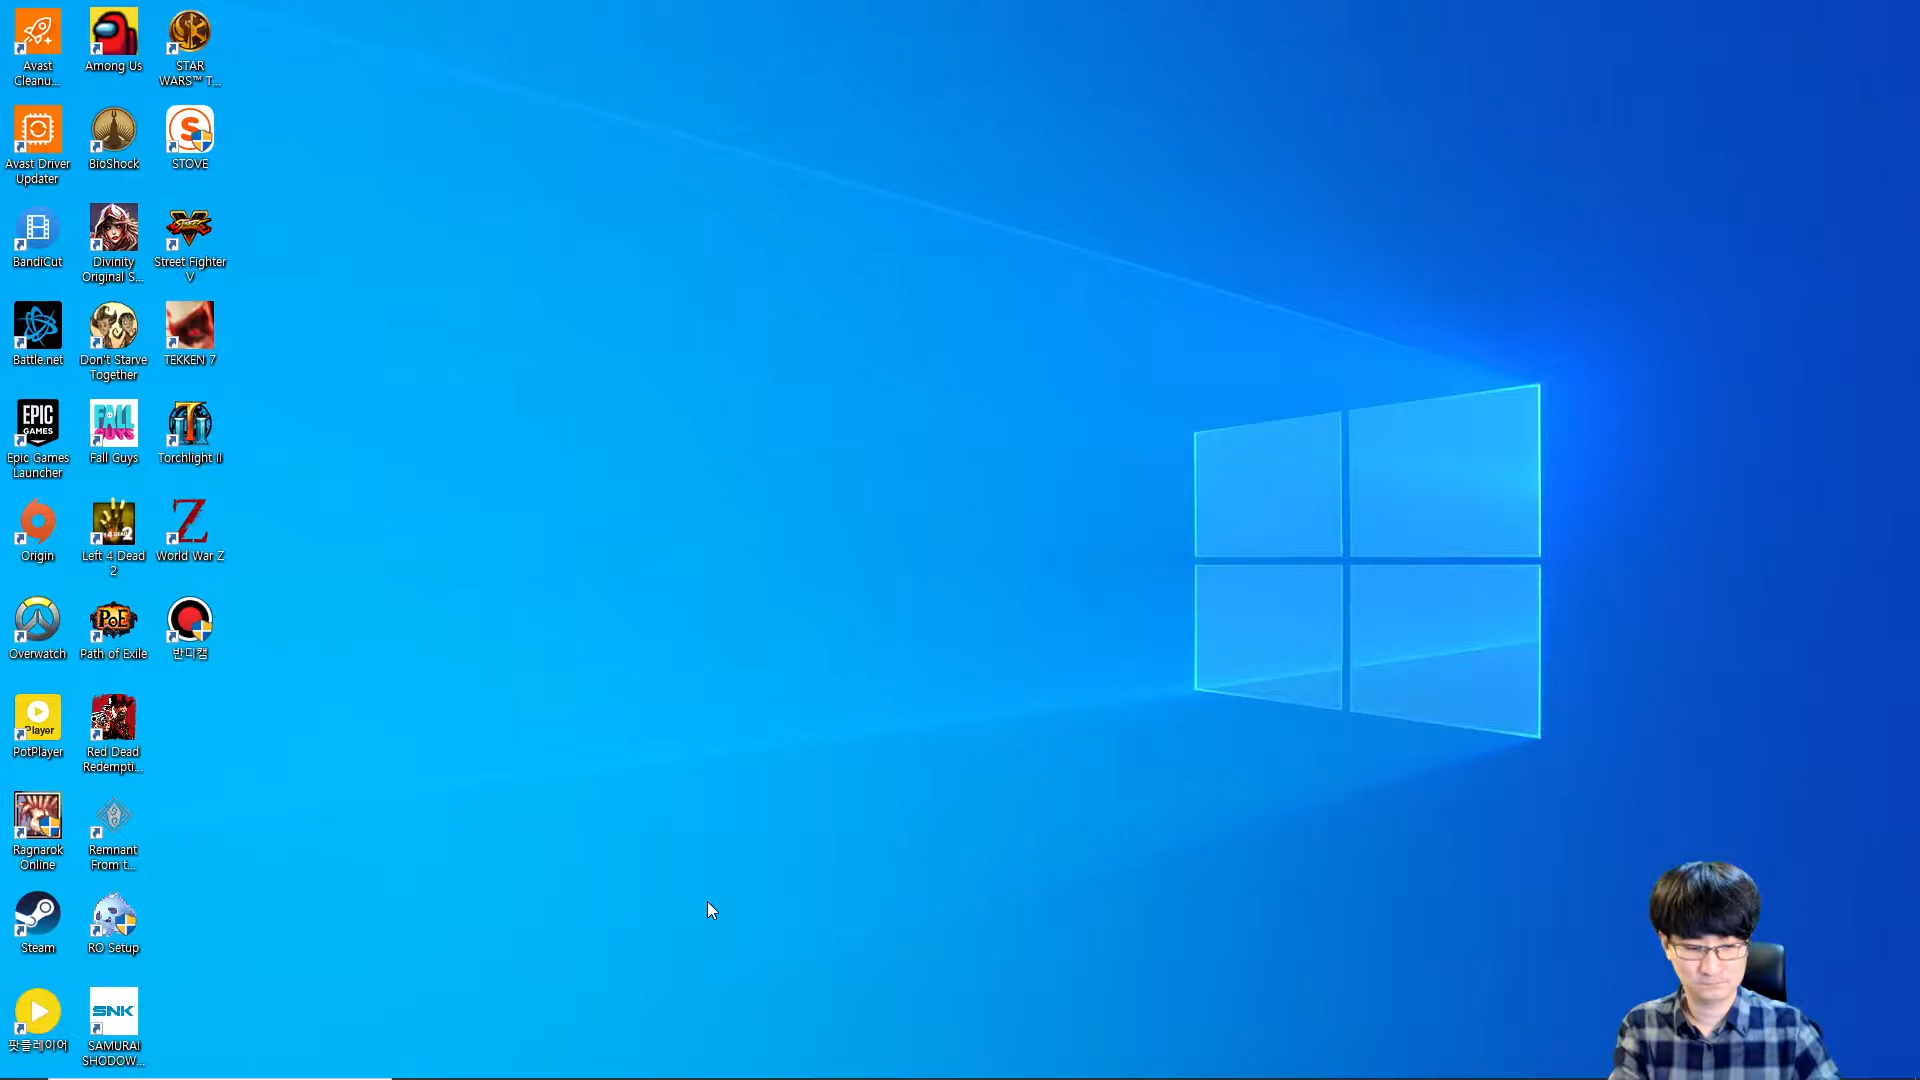 Avast
Cleanu...
Among Us
STAR
WARS™ T...
S
Avast Driver
Updater
BioShock
STOVE
BandiCut
Divinity
Original S...
Street Fighter
V
Battle.net
Don't Starve
Together
TEKKEN 7
EPIC
GAMES
FALL
GUYS
Epic Games
Launcher
Fall Guys
Torchlight II
Z
Origin
Left 4 Dead
2
World War Z
PoE
Overwatch
Path of Exile
반디캠
Player
PotPlayer
Red Dead
Redempti...
Ragnarok
Online
Remnant
From t...
Steam
RO Setup
SNK
팟플레이어
SAMURAI
SHODOW...